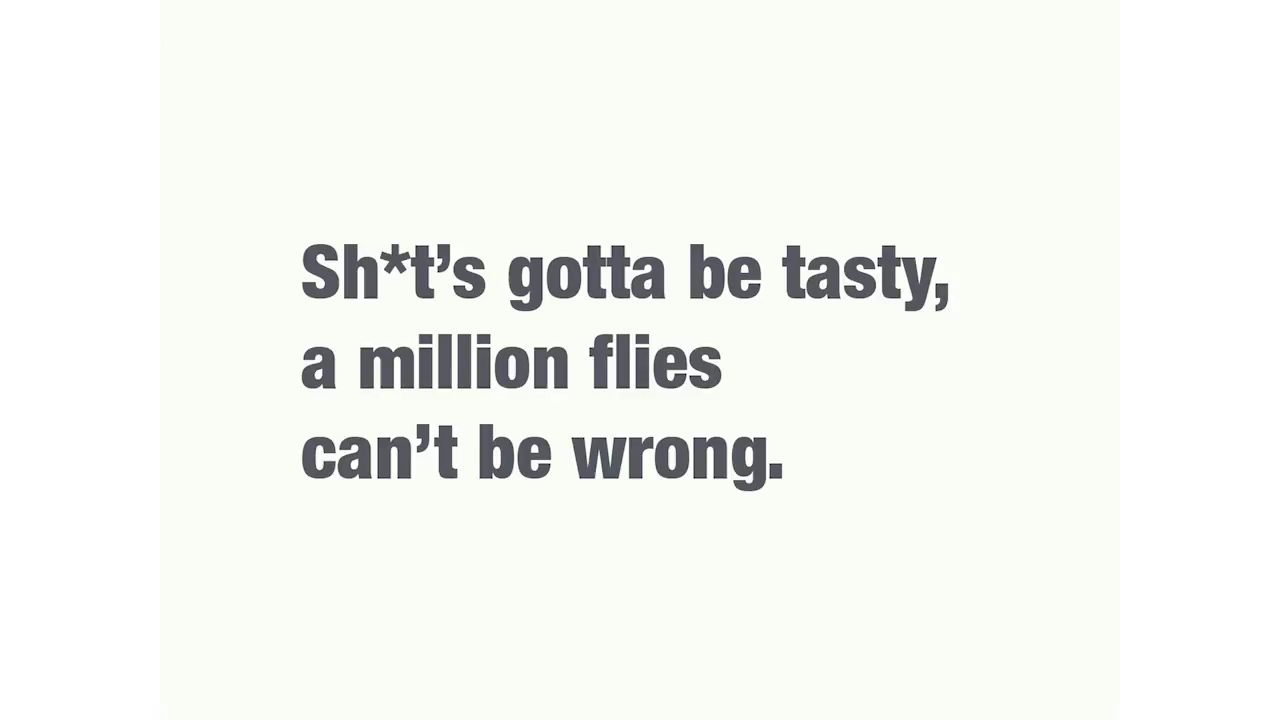 Sh*t’s gotta be tasty,
a million flies
can’t be wrong.